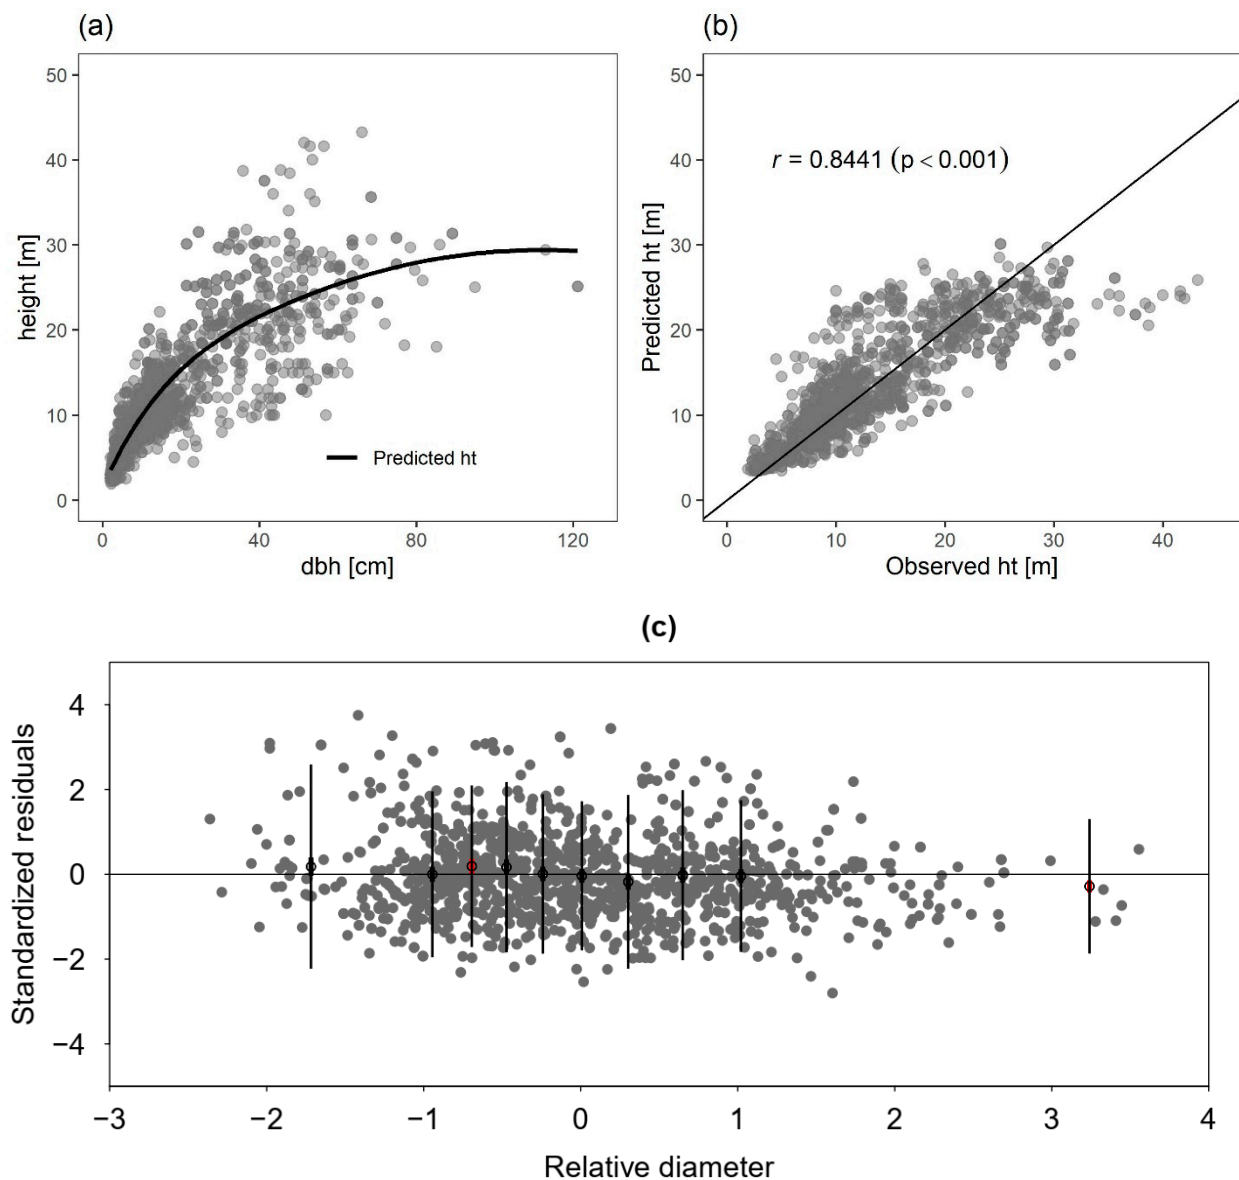 (a)
50
40
30
20
10
0
height [m]
Predicted ht
0 40 80 120
dbh [cm]
(b)
50
40
30
20
10
0
Predicted ht [m]
r = 0.8441 (p < 0.001)
0 10 20 30 40
Observed ht [m]
(c)
4
2
0
−2
−4
Standardized residuals
−3 −2 −1 0 1 2 3 4
Relative diameter